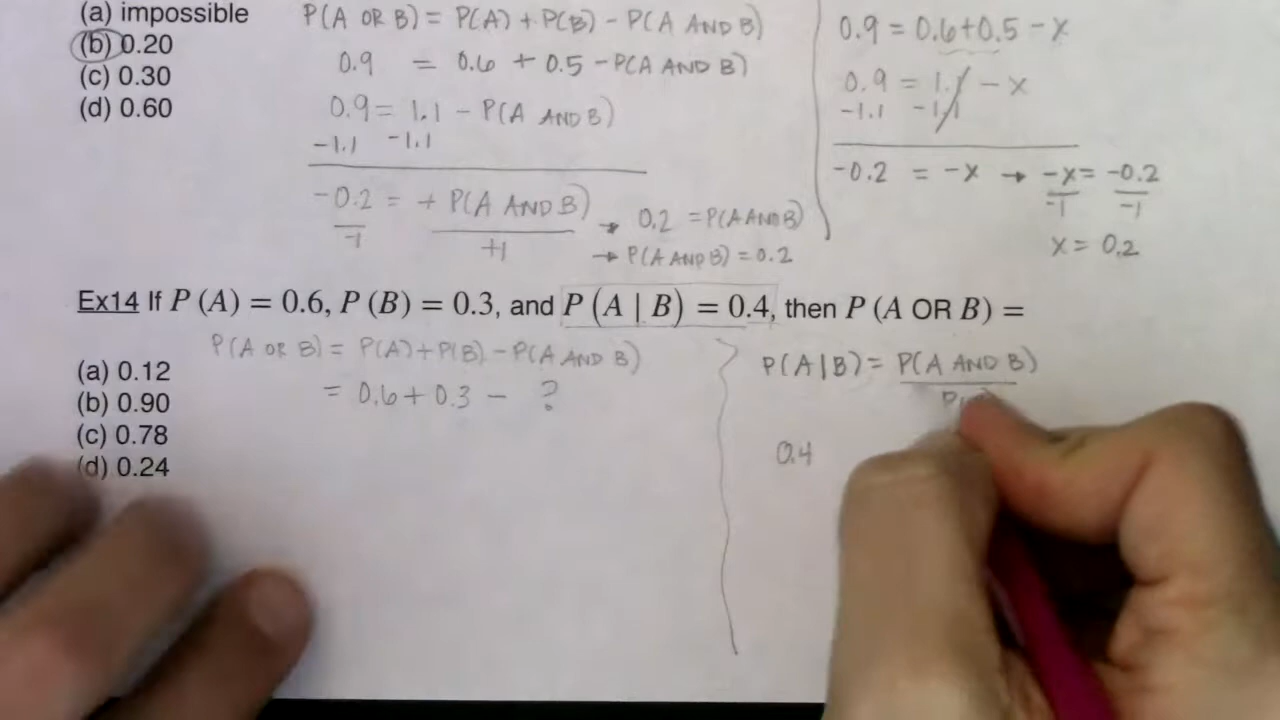 (a) impossible
(b) 0.20
(c) 0.30
(d) 0.60
P(A OR B) = P(A) + P(B) - P(A AND B)
0.9 = 0.6 + 0.5 - P(A AND B)
0.9 = 1.1 - P(A AND B)
-1.1 -1.1
-0.2 = + P(A AND B) → 0.2 = P(A AND B)
-1 +1 → P(A AND B) = 0.2
0.9 = 0.6+0.5 - x
0.9 = 1.1 - x
-1.1 -1.1
-0.2 = -x → -x = -0.2
-1 -1
x = 0.2
Ex14 If P (A) = 0.6, P (B) = 0.3, and P (A | B) = 0.4, then P (A OR B) =
(a) 0.12
(b) 0.90
(c) 0.78
(d) 0.24
P(A OR B) = P(A)+P(B) - P(A AND B)
= 0.6 + 0.3 - ?
P(A|B) = P(A AND B)
0.4